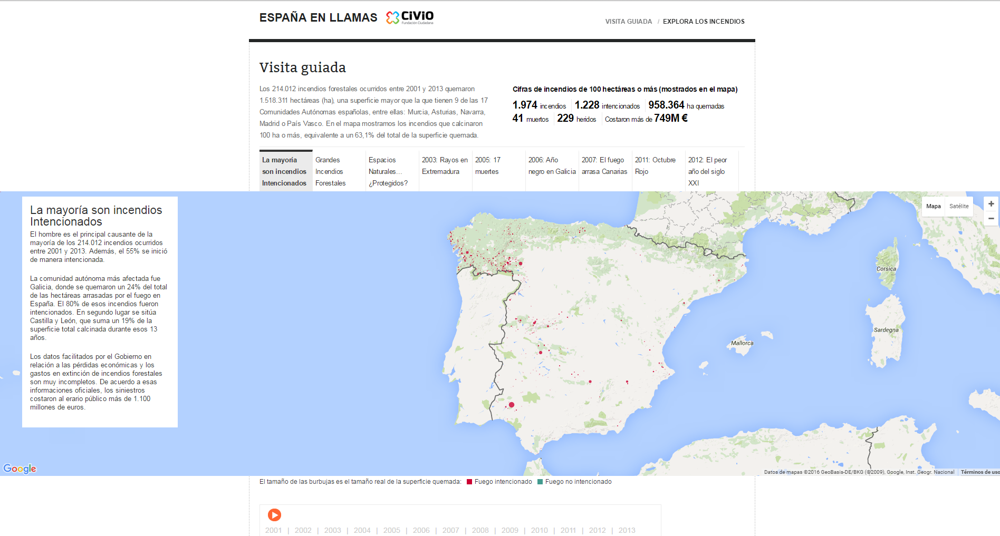 ESPAÑA EN LLAMAS
CiViO
Fundación Ciudadana
VISITA GUIADA / EXPLORA LOS INCENDIOS
Visita guiada
Los 214.012 incendios forestales ocurridos entre 2001 y 2013 quemaron
1.518.311 hectáreas (ha), una superficie mayor que la que tienen 9 de las 17
Comunidades Autónomas españolas, entre ellas: Murcia, Asturias, Navarra,
Madrid o País Vasco. En el mapa mostramos los incendios que calcinaron
100 ha o más, equivalente a un 63,1% del total de la superficie quemada.
Cifras de incendios de 100 hectáreas o más (mostrados en el mapa)
1.974 incendios 1.228 intencionados 958.364 ha quemadas
41 muertos 229 heridos Costaron más de 749M €
La mayoría
son incendios
Intencionados
Grandes
Incendios
Forestales
Espacios
Naturales...
¿Protegidos?
2003: Rayos en
Extremadura
2005: 17
muertes
2006: Año
negro en Galicia
2007: El fuego
arrasa Canarias
2011: Octubre
Rojo
2012: El peor
año del siglo
XXI
La mayoría son incendios
Intencionados
El hombre es el principal causante de la
mayoría de los 214.012 incendios ocurridos
entre 2001 y 2013. Además, el 55% se inició
de manera intencionada.
La comunidad autónoma más afectada fue
Galicia, donde se quemaron un 24% del total
de las hectáreas arrasadas por el fuego en
España. El 80% de esos incendios fueron
intencionados. En segundo lugar se sitúa
Castilla y León, que suma un 19% de la
superficie total calcinada durante esos 13
años.
Los datos facilitados por el Gobierno en
relación a las pérdidas económicas y los
gastos en extinción de incendios forestales
son muy incompletos. De acuerdo a esas
informaciones oficiales, los siniestros
costaron al erario público más de 1.100
millones de euros.
Mapa Satélite
+
−
Corsica
Sardegna
Mallorca
Google
Datos de mapas ©2016 GeoBasis-DE/BKG (©2009), Google, Inst. Geogr. Nacional Términos de uso
El tamaño de las burbujas es el tamaño real de la superficie quemada: Fuego intencionado Fuego no intencionado
2001 | 2002 | 2003 | 2004 | 2005 | 2006 | 2007 | 2008 | 2009 | 2010 | 2011 | 2012 | 2013